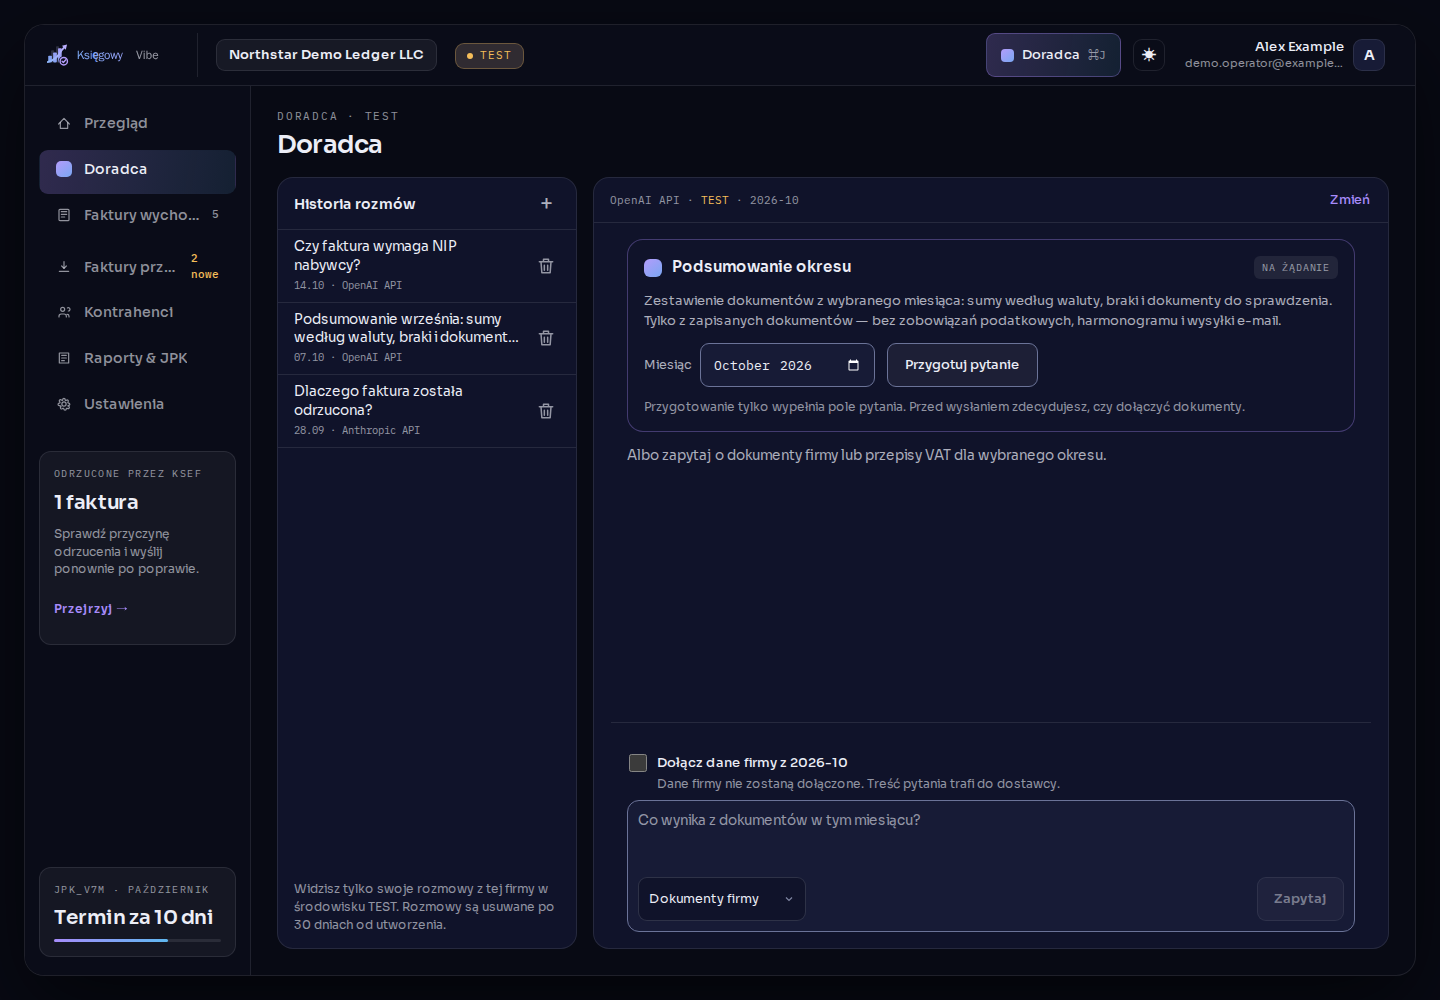 Księgowy Vibe
Northstar Demo Ledger LLC
TEST
Doradca ⌘J
Alex Example
demo.operator@example...
A
Przegląd
Doradca
Faktury wycho... 5
Faktury prz... 2 nowe
Kontrahenci
Raporty & JPK
Ustawienia
ODRZUCONE PRZEZ KSEF
1 faktura
Sprawdź przyczynę
odrzucenia i wyślij
ponownie po poprawie.
Przejrzyj →
JPK_V7M · PAŹDZIERNIK
Termin za 10 dni
DORADCA · TEST
Doradca
Historia rozmów +
Czy faktura wymaga NIP
nabywcy?
14.10 · OpenAI API
Podsumowanie września: sumy
według waluty, braki i dokument...
07.10 · OpenAI API
Dlaczego faktura została
odrzucona?
28.09 · Anthropic API
Widzisz tylko swoje rozmowy z tej firmy w
środowisku TEST. Rozmowy są usuwane po
30 dniach od utworzenia.
OpenAI API · TEST · 2026-10
Zmień
Podsumowanie okresu
NA ŻĄDANIE
Zestawienie dokumentów z wybranego miesiąca: sumy według waluty, braki i dokumenty do sprawdzenia.
Tylko z zapisanych dokumentów — bez zobowiązań podatkowych, harmonogramu i wysyłki e-mail.
Miesiąc
October 2026
Przygotuj pytanie
Przygotowanie tylko wypełnia pole pytania. Przed wysłaniem zdecydujesz, czy dołączyć dokumenty.
Albo zapytaj o dokumenty firmy lub przepisy VAT dla wybranego okresu.
Dołącz dane firmy z 2026-10
Dane firmy nie zostaną dołączone. Treść pytania trafi do dostawcy.
Co wynika z dokumentów w tym miesiącu?
Dokumenty firmy
Zapytaj